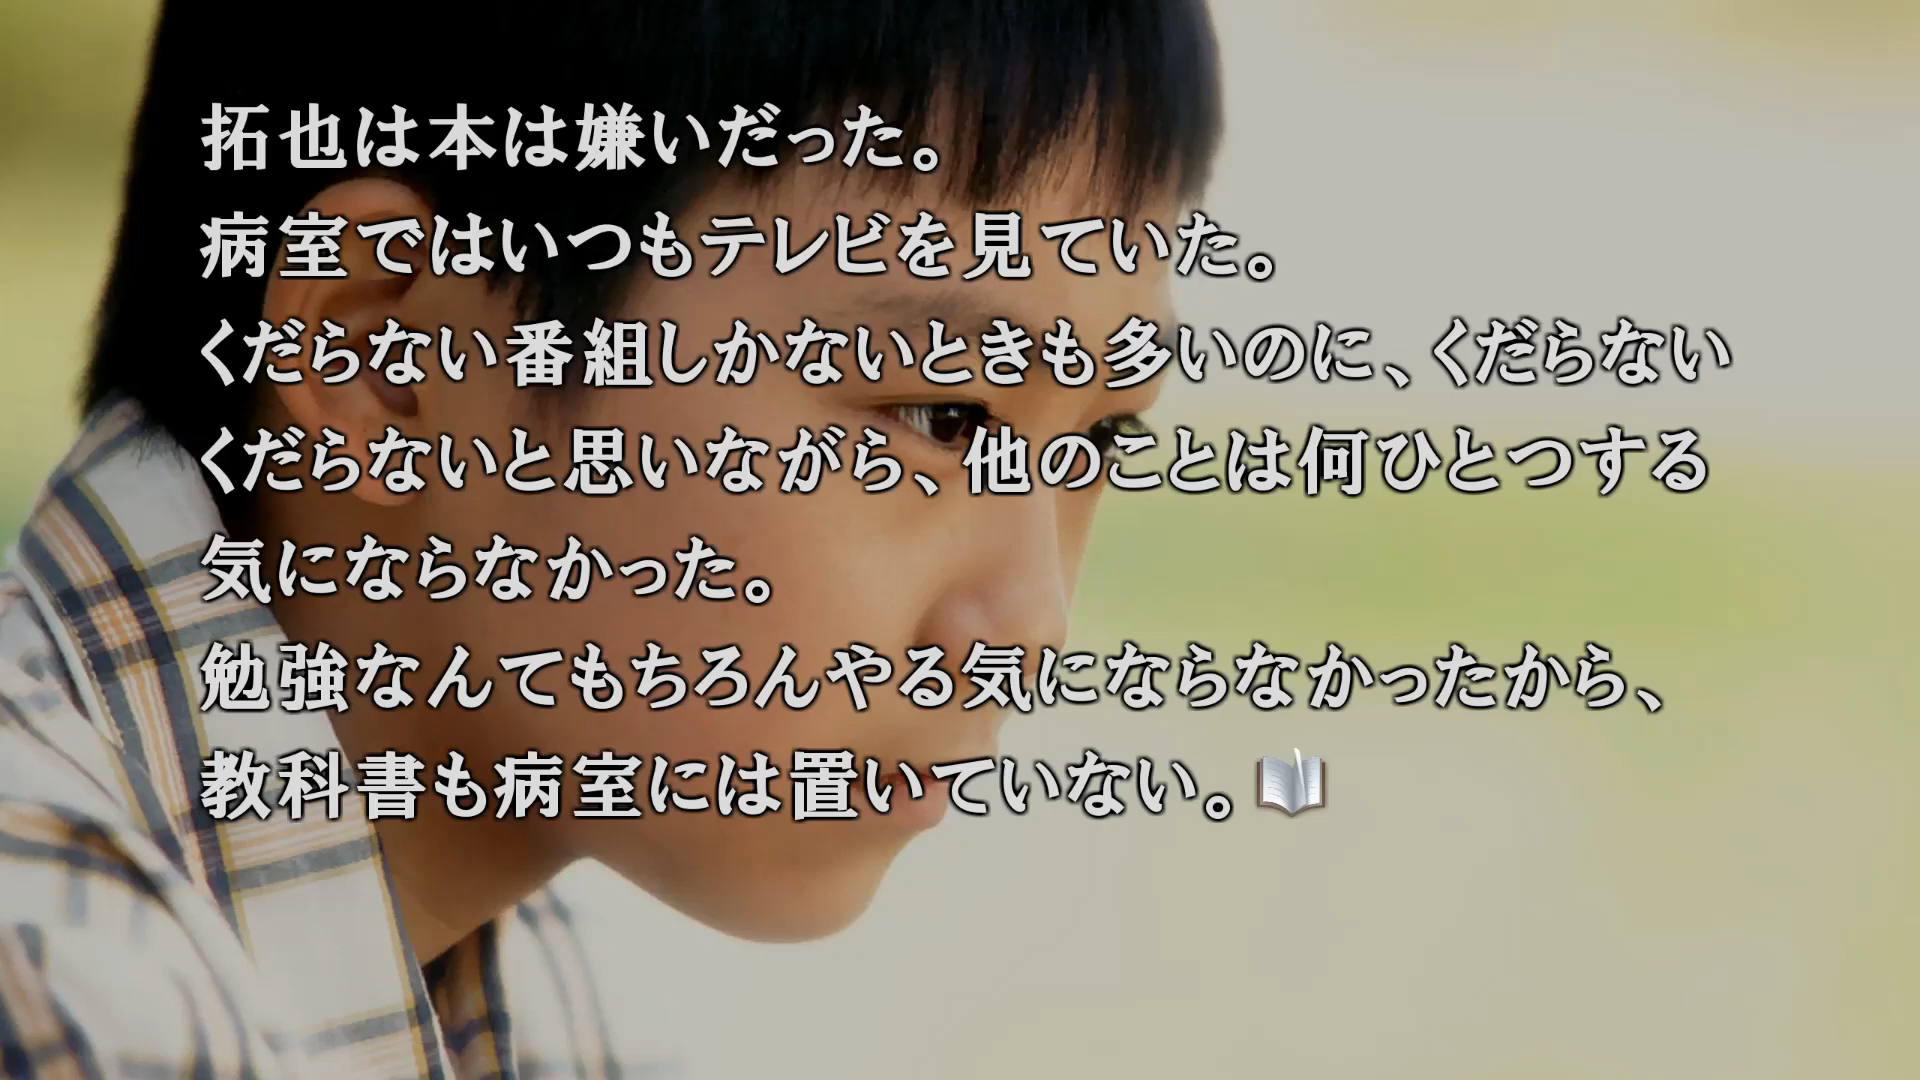 拓也は本は嫌いだった。
病室ではいつもテレビを見ていた。
くだらない番組しかないときも多いのに、くだらない
くだらないと思いながら、他のことは何ひとつする
気にならなかった。
勉強なんてもちろんやる気にならなかったから、
教科書も病室には置いていない。